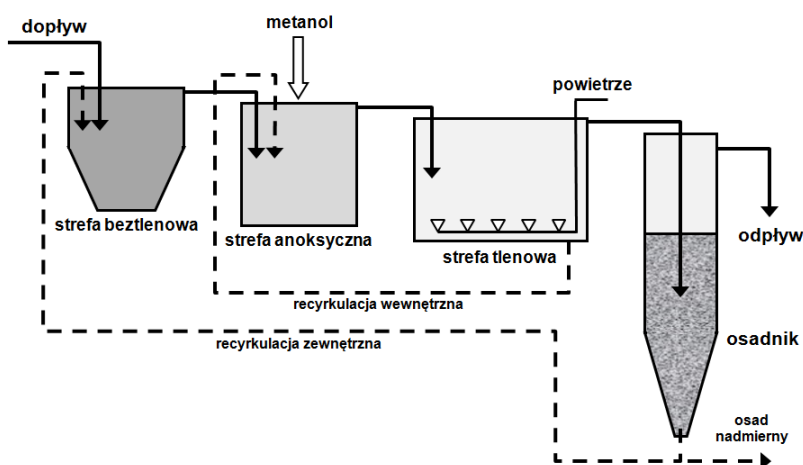 dopływ
metanol
powietrze
strefa beztlenowa
strefa anoksyczna
strefa tlenowa
odpływ
recyrkulacja wewnętrzna
recyrkulacja zewnętrzna
osadnik
osad
nadmierny